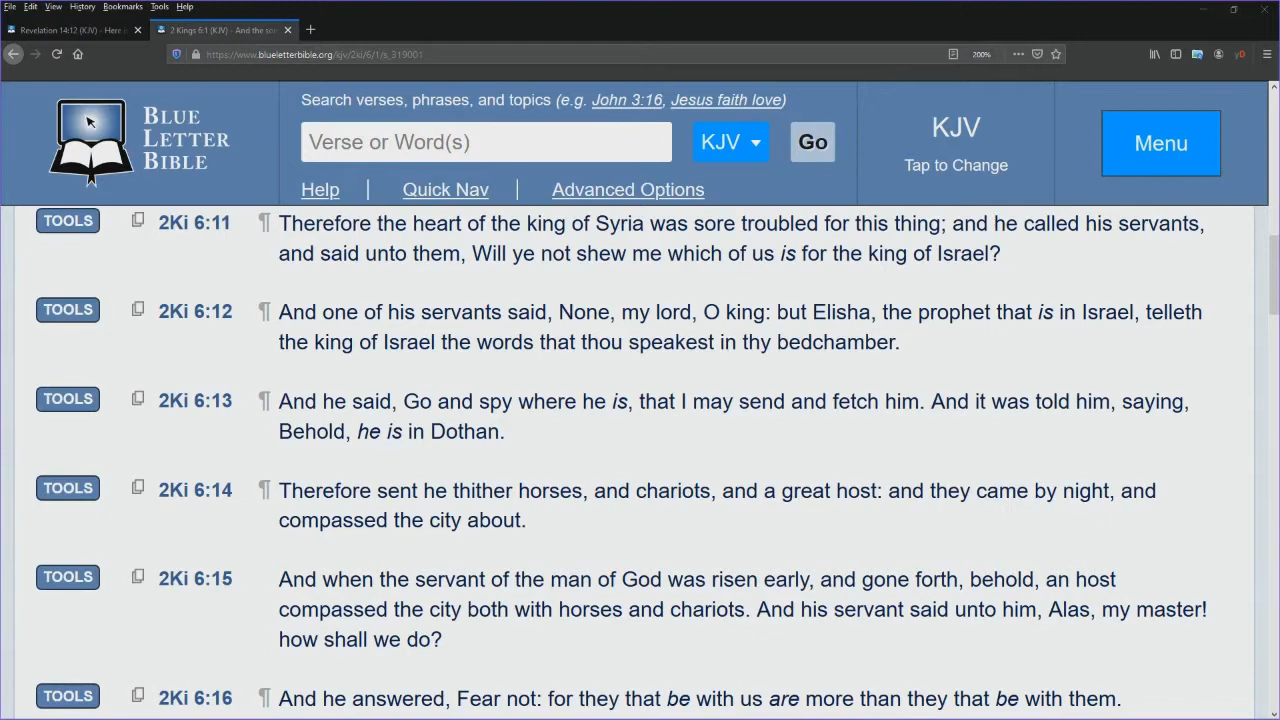 File Edit View History Bookmarks Tools Help
Revelation 14:12 (KJV) - Here is
2 Kings 6:1 (KJV) - And the so
https://www.blueletterbible.org/kjv/2ki/6/1/s_319001
200%
BLUE
LETTER
BIBLE
Search verses, phrases, and topics (e.g. John 3:16, Jesus faith love)
Verse or Word(s)
KJV
Go
Help | Quick Nav | Advanced Options
KJV
Tap to Change
Menu
TOOLS 2Ki 6:11 ¶ Therefore the heart of the king of Syria was sore troubled for this thing; and he called his servants,
and said unto them, Will ye not shew me which of us is for the king of Israel?
TOOLS 2Ki 6:12 ¶ And one of his servants said, None, my lord, O king: but Elisha, the prophet that is in Israel, telleth
the king of Israel the words that thou speakest in thy bedchamber.
TOOLS 2Ki 6:13 ¶ And he said, Go and spy where he is, that I may send and fetch him. And it was told him, saying,
Behold, he is in Dothan.
TOOLS 2Ki 6:14 ¶ Therefore sent he thither horses, and chariots, and a great host: and they came by night, and
compassed the city about.
TOOLS 2Ki 6:15 And when the servant of the man of God was risen early, and gone forth, behold, an host
compassed the city both with horses and chariots. And his servant said unto him, Alas, my master!
how shall we do?
TOOLS 2Ki 6:16 ¶ And he answered, Fear not: for they that be with us are more than they that be with them.